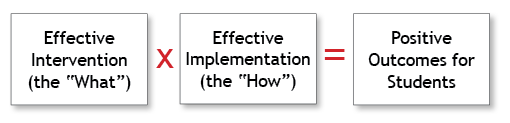 Effective
Intervention
(the “What”)
x
Effective
Implementation
(the “How”)
=
Positive
Outcomes for
Students